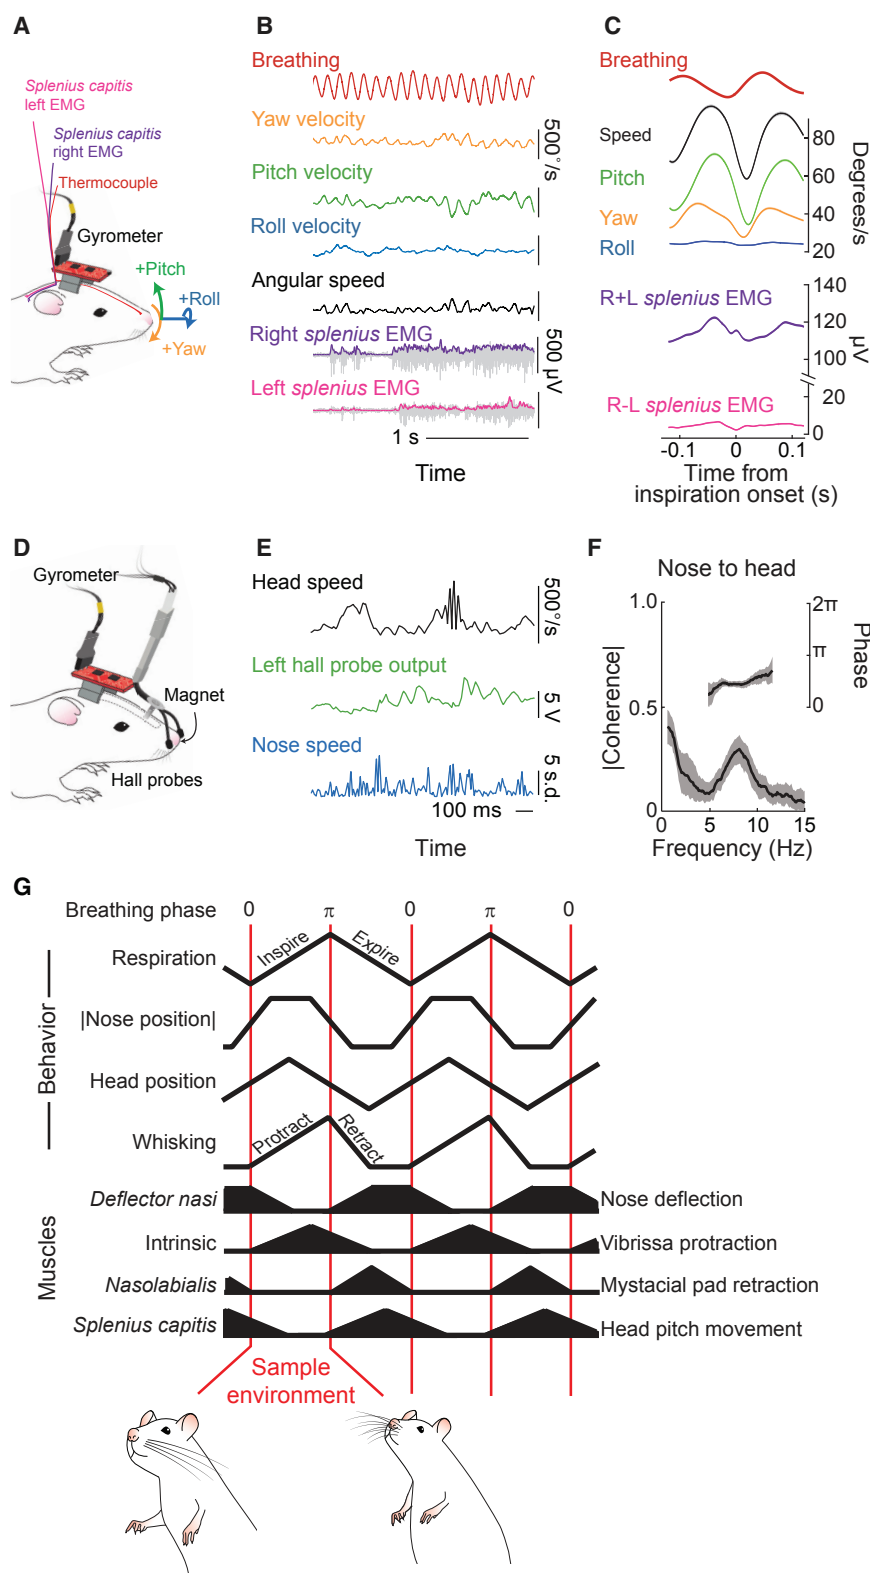 A
Splenius capitis
left EMG
Splenius capitis
right EMG
Thermocouple
Gyrometer
+Pitch
+Roll
+Yaw
B
Breathing
Yaw velocity
500°/s
Pitch velocity
Roll velocity
Angular speed
Right splenius EMG
500 µV
Left splenius EMG
1 s
Time
C
Breathing
Speed
Pitch
Yaw
Roll
80
60
40
20
Degrees/s
R+L splenius EMG
140
120
100
µV
R-L splenius EMG
20
0
-0.1
0
0.1
Time from
inspiration onset (s)
D
Gyrometer
Magnet
Hall probes
E
Head speed
500°/s
Left hall probe output
5 V
Nose speed
5 s.d.
100 ms
Time
F
Nose to head
1.0
0.5
0
|Coherence|
2π
π
0
Phase
0
5
10
15
Frequency (Hz)
G
Breathing phase
0
π
0
π
0
Behavior
Respiration
Inspire
Expire
|Nose position|
Head position
Whisking
Protract
Retract
Muscles
Deflector nasi
Nose deflection
Intrinsic
Vibrissa protraction
Nasolabialis
Mystacial pad retraction
Splenius capitis
Head pitch movement
Sample
environment